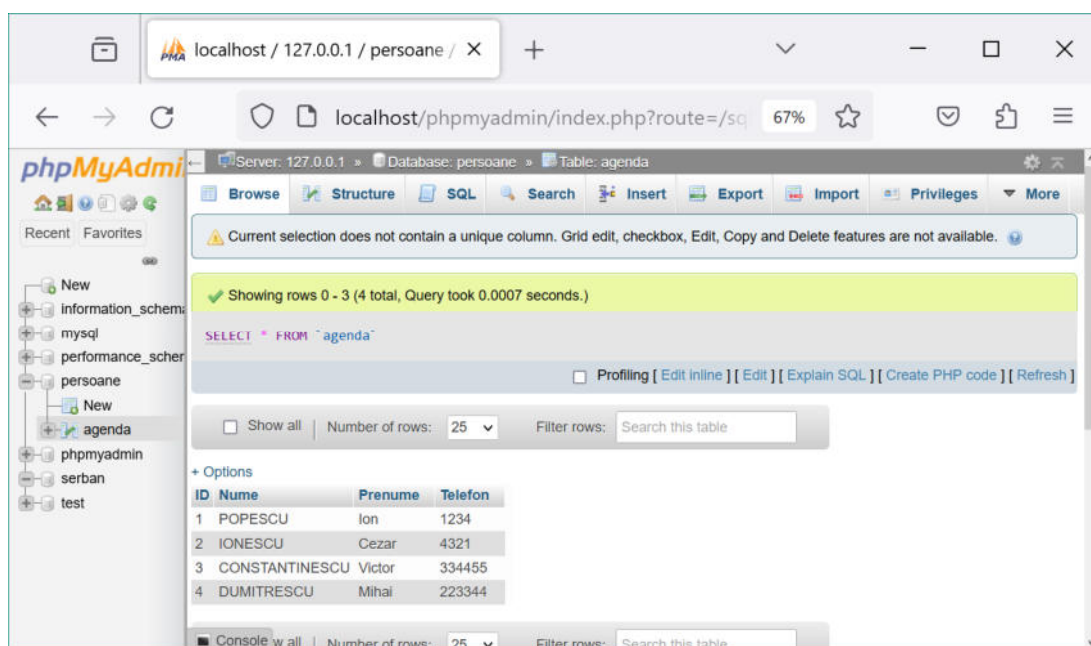 PMA localhost / 127.0.0.1 / persoane /
localhost/phpmyadmin/index.php?route=/sq 67%
phpMyAdmi
Recent Favorites
New
information_schem
mysql
performance_scher
persoane
New
agenda
phpmyadmin
serban
test
Server: 127.0.0.1 » Database: persoane » Table: agenda
Browse Structure SQL Search Insert Export Import Privileges More
Current selection does not contain a unique column. Grid edit, checkbox, Edit, Copy and Delete features are not available.
Showing rows 0 - 3 (4 total, Query took 0.0007 seconds.)
SELECT * FROM `agenda`
Profiling [ Edit inline ] [ Edit ] [ Explain SQL ] [ Create PHP code ] [ Refresh ]
Show all | Number of rows: 25 Filter rows: Search this table
+ Options
ID Nume Prenume Telefon
1 POPESCU Ion 1234
2 IONESCU Cezar 4321
3 CONSTANTINESCU Victor 334455
4 DUMITRESCU Mihai 223344
Console w all | Number of rows: 25 Filter rows: Search this table